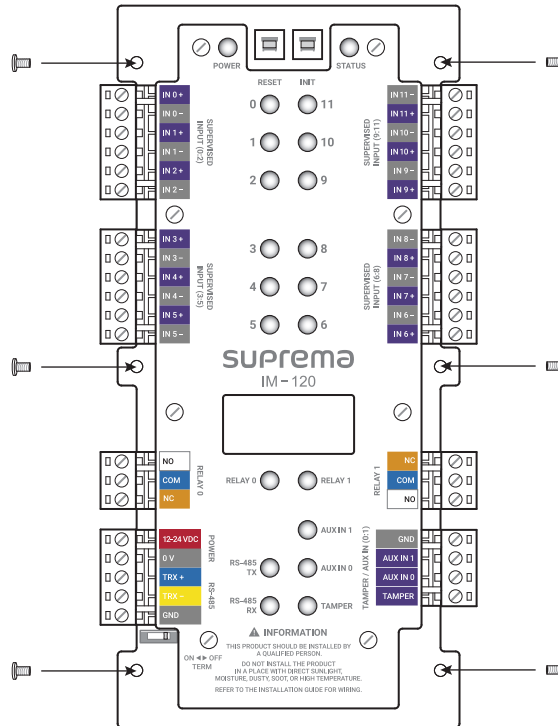 POWER
STATUS
RESET
INIT
IN 0 +
IN 0 –
IN 1 +
IN 1 –
IN 2 +
IN 2 –
SUPERVISED
INPUT (0:2)
0
11
1
10
2
9
SUPERVISED
INPUT (9:11)
IN 11 –
IN 11 +
IN 10 –
IN 10 +
IN 9 –
IN 9 +
IN 3 +
IN 3 –
IN 4 +
IN 4 –
IN 5 +
IN 5 –
SUPERVISED
INPUT (3:5)
3
8
4
7
5
6
SUPERVISED
INPUT (6:8)
IN 8 –
IN 8 +
IN 7 –
IN 7 +
IN 6 –
IN 6 +
suprema
IM – 120
NO
COM
NC
RELAY 0
RELAY 0
RELAY 1
RELAY 1
NC
COM
NO
12-24 VDC
0 V
TRX +
TRX –
GND
POWER
RS-485
AUX IN 1
RS-485
TX
AUX IN 0
RS-485
RX
TAMPER
TAMPER / AUX IN (0:1)
GND
AUX IN 1
AUX IN 0
TAMPER
ON ◄► OFF
TERM
INFORMATION
THIS PRODUCT SHOULD BE INSTALLED BY
A QUALIFIED PERSON.
DO NOT INSTALL THE PRODUCT
IN A PLACE WITH DIRECT SUNLIGHT,
MOISTURE, DUSTY, SOOT, OR HIGH TEMPERATURE.
REFER TO THE INSTALLATION GUIDE FOR WIRING.